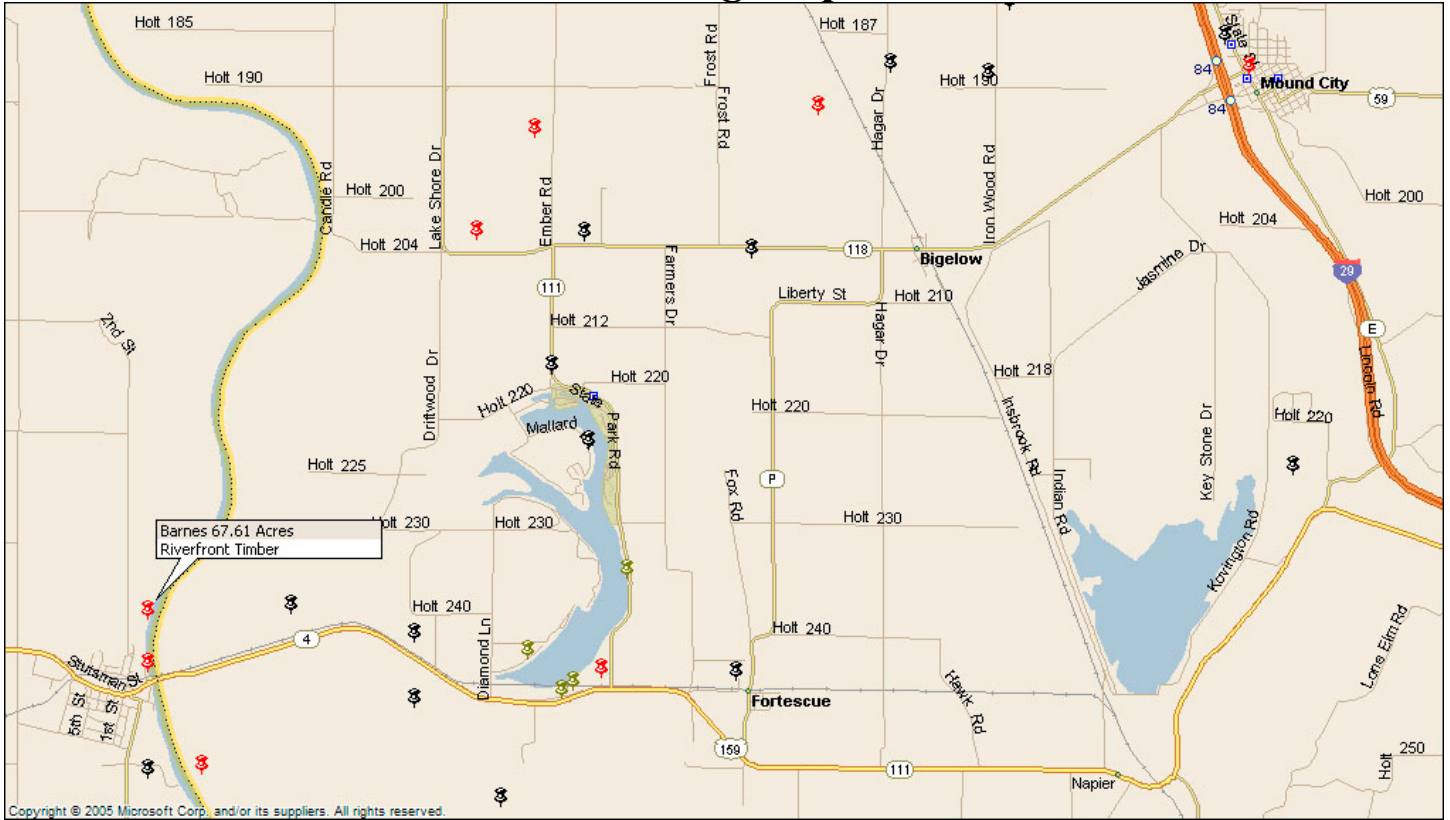 Holt 185
Holt 187
State St
Frost Rd
Holt 190
Holt 190
84
Mound City
59
84
Frost Rd
Hagar Dr
Iron Wood Rd
Lake Shore Dr
Candle Rd
Ember Rd
Holt 200
Holt 200
Holt 204
Holt 204
118
Bigelow
Jasmine Dr
29
Farmers Dr
111
Liberty St
Holt 210
Holt 212
Hagar Dr
E
2nd St
Lincoln Rd
Holt 218
Driftwood Dr
Holt 220
State Park Rd
Holt 220
Holt 220
Holt 220
Mallard
Insbrook Rd
Key Stone Dr
Holt 225
P
Fox Rd
Indian Rd
Holt 230
Holt 230
Holt 230
Kovington Rd
Barnes 67.61 Acres
Riverfront Timber
Holt 240
Holt 240
4
Diamond Ln
Lone Elm Rd
Stutsman St
5th St
1st St
Fortescue
Hawk Rd
159
111
Napier
Holt 250
Copyright © 2005 Microsoft Corp. and/or its suppliers. All rights reserved.